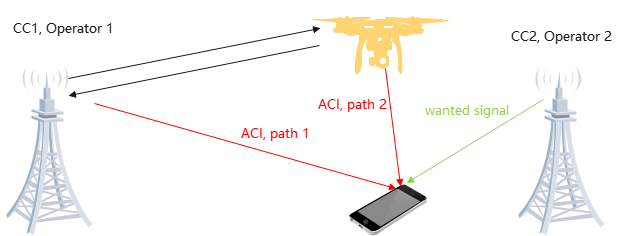 CC1, Operator 1
CC2, Operator 2
ACI, path 2
wanted signal
ACI, path 1